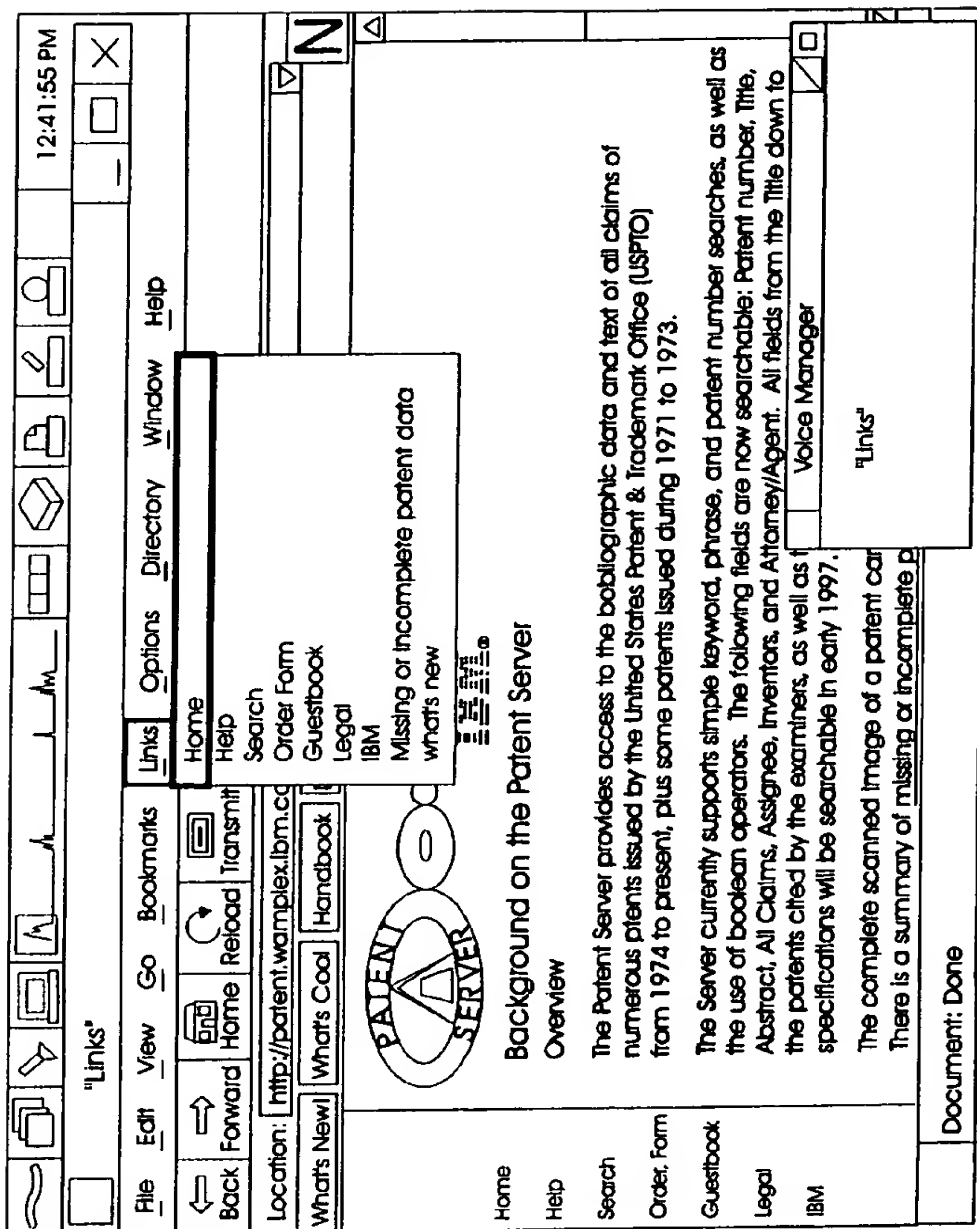 12:41:55 PM
"Links"
File Edit View Go Bookmarks Links Options Directory Window Help
Back Forward Home Reload Transmit
Home
Help
Search
Order Form
Guestbook
Legal
IBM
Missing or incomplete patent data
what's new
Location: http://patent.wamplex.ibm.co
N
What's New! What's Cool Handbook
PATENT
SERVER
Background on the Patent Server
Overview
The Patent Server provides access to the bobliographic data and text of all claims of
numerous ptents issued by the United States Patent & Trademark Office (USPTO)
from 1974 to present, plus some patents issued during 1971 to 1973.
The Server currently supports simple keyword, phrase, and patent number searches, as well as
the use of boolean operators. The following fields are now searchable: Patent number, Title,
Abstract, All Claims, Assignee, Inventors, and Attorney/Agent. All fields from the Title down to
the patents cited by the examiners, as well as t
specifications will be searchable in early 1997.
The complete scanned image of a patent can
There is a summary of missing or incomplete p
Home
Help
Search
Order, Form
Guestbook
Legal
IBM
Voice Manager
"Links"
Document: Done